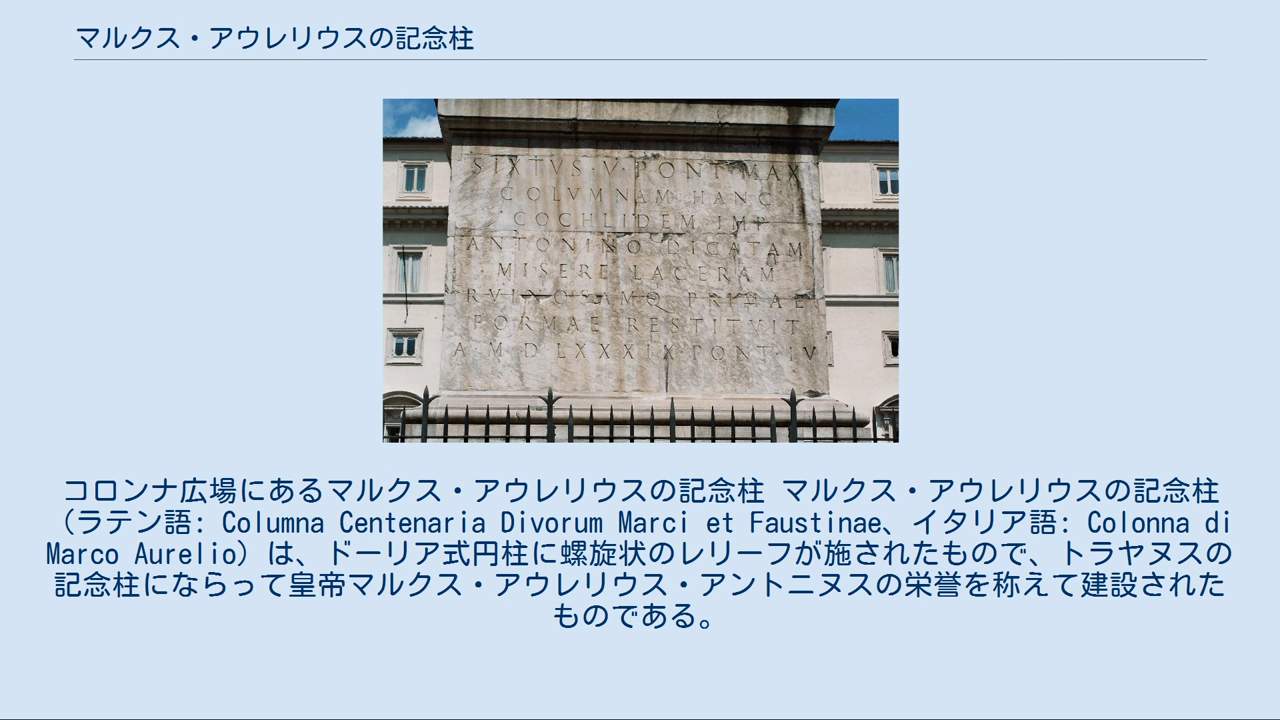 マルクス・アウレリウスの記念柱
SIXTVS·V·PONT·MAX
COLVMNAM·HANC
COCHLIDEM·IMP
ANTONINO·DICATAM
MISERE·LACERAM
RVINOSAMQ·PRIMAE
FORMAE·RESTITVIT
A·M·D·LXXXIX·PONT·IV
コロンナ広場にあるマルクス・アウレリウスの記念柱 マルクス・アウレリウスの記念柱
（ラテン語: Columna Centenaria Divorum Marci et Faustinae、イタリア語: Colonna di
Marco Aurelio）は、ドーリア式円柱に螺旋状のレリーフが施されたもので、トラヤヌスの
記念柱にならって皇帝マルクス・アウレリウス・アントニヌスの栄誉を称えて建設された
ものである。